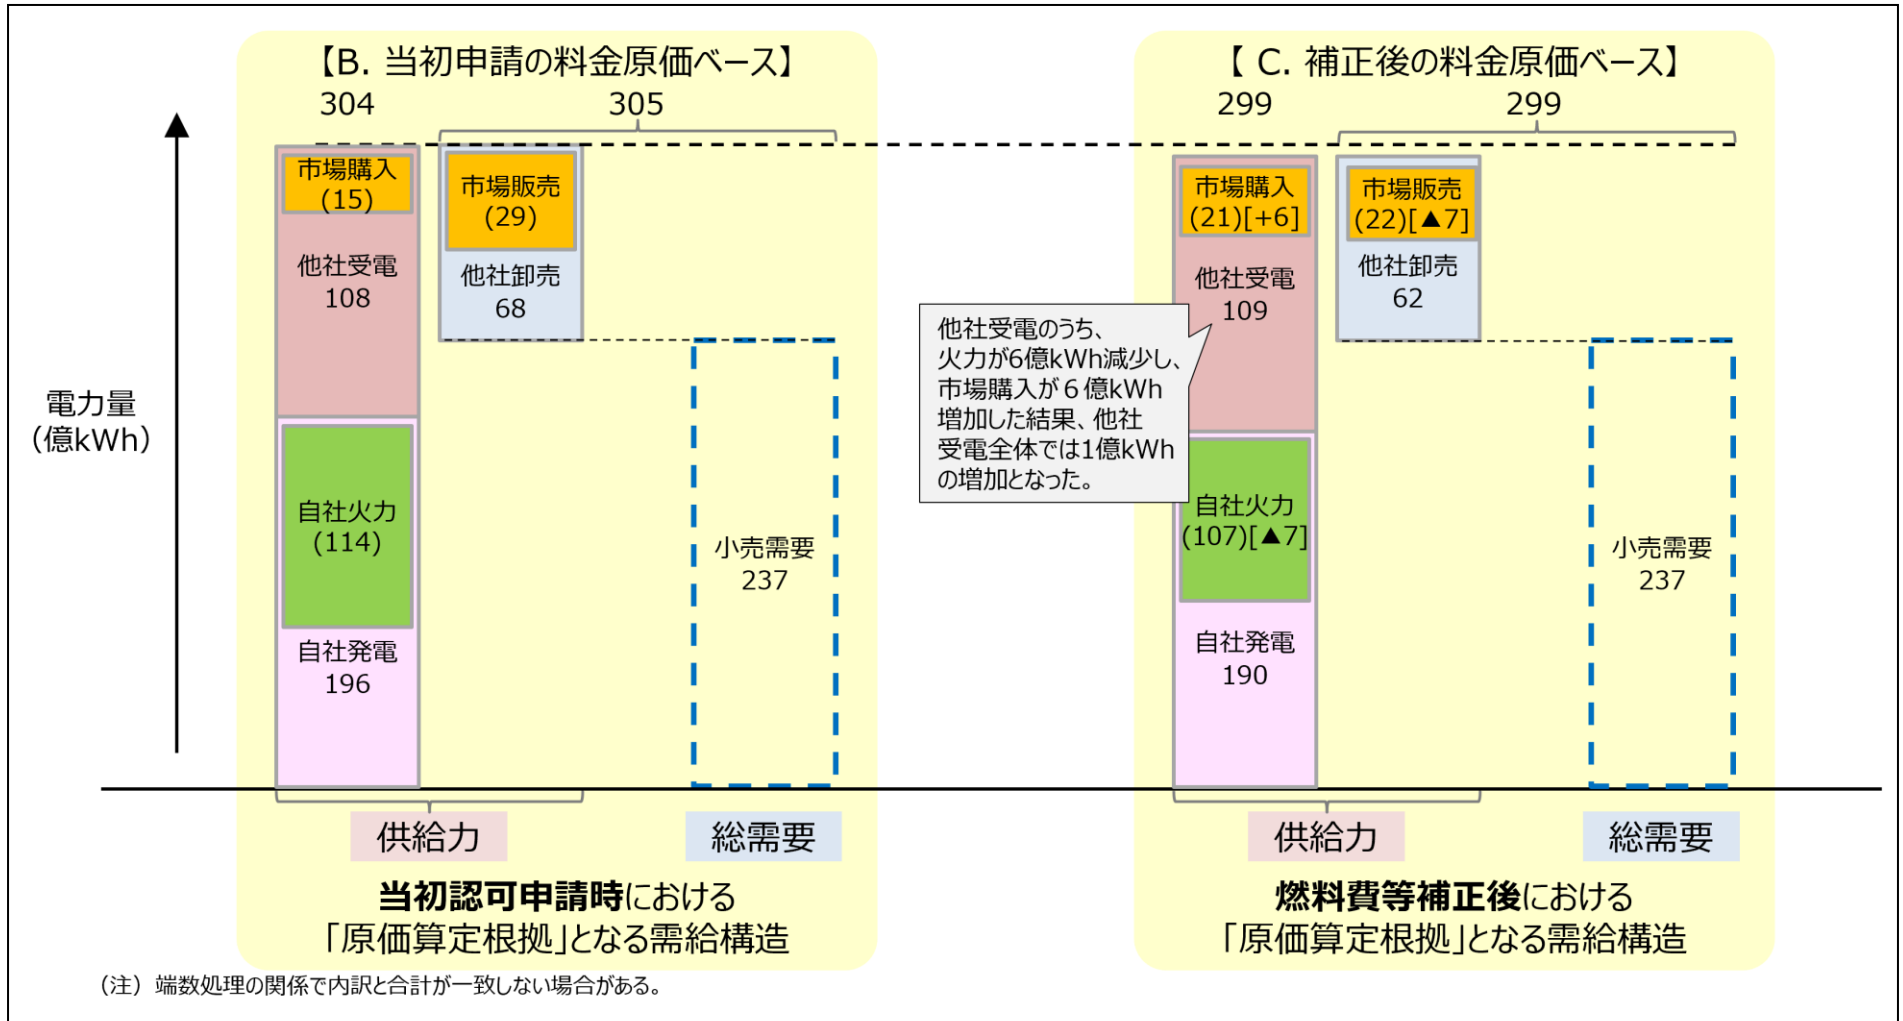 【B. 当初申請の料金原価ベース】
304
305
市場購入
(15)
他社受電
108
自社火力
(114)
自社発電
196
市場販売
(29)
他社卸売
68
小売需要
237
電力量
（億kWh）
供給力
総需要
当初認可申請時における
「原価算定根拠」となる需給構造
【 C. 補正後の料金原価ベース】
299
299
市場購入
(21)[+6]
他社受電
109
他社受電のうち、
火力が6億kWh減少し、
市場購入が６億kWh
増加した結果、他社
受電全体では1億kWh
の増加となった。
自社火力
(107)[▲7]
自社発電
190
市場販売
(22)[▲7]
他社卸売
62
小売需要
237
供給力
総需要
燃料費等補正後における
「原価算定根拠」となる需給構造
（注）端数処理の関係で内訳と合計が一致しない場合がある。